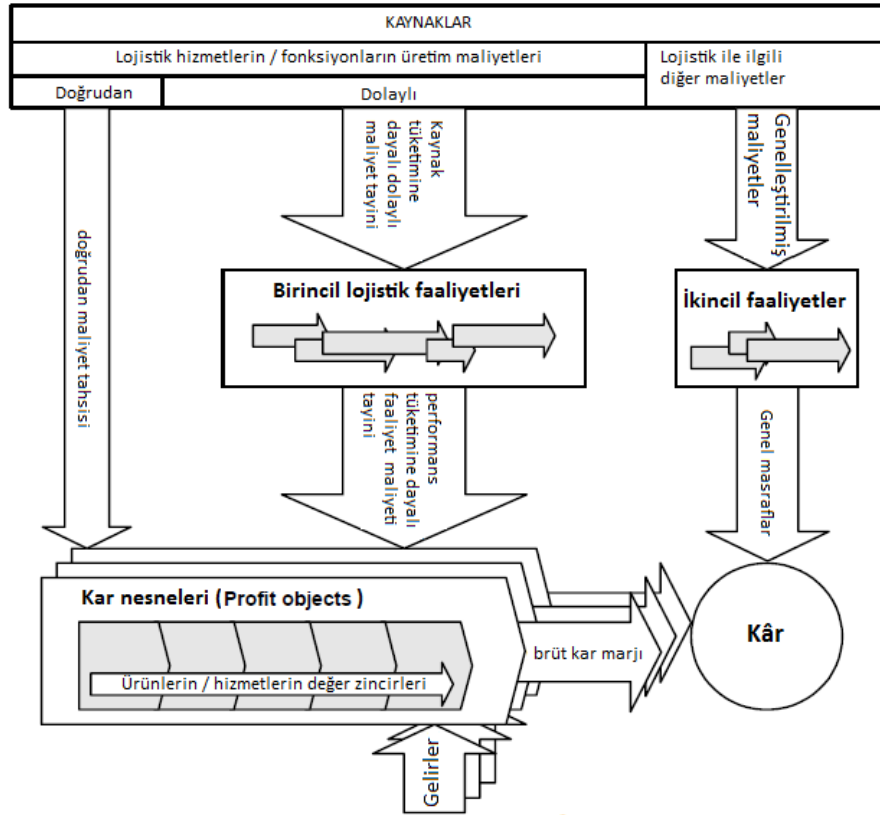 KAYNAKLAR
Lojistik hizmetlerin / fonksiyonların üretim maliyetleri
Lojistik ile ilgili
diğer maliyetler
Doğrudan
Dolaylı
doğrudan maliyet tahsisi
Kaynak
tüketimine
dayalı dolaylı
maliyet tayini
Genelleştirilmiş
maliyetler
Birincil lojistik faaliyetleri
İkincil faaliyetler
performans
tüketimine dayalı
faaliyet maliyeti
tayini
Genel masraflar
Kar nesneleri (Profit objects )
Ürünlerin / hizmetlerin değer zincirleri
brüt kar marjı
Kâr
Gelirler